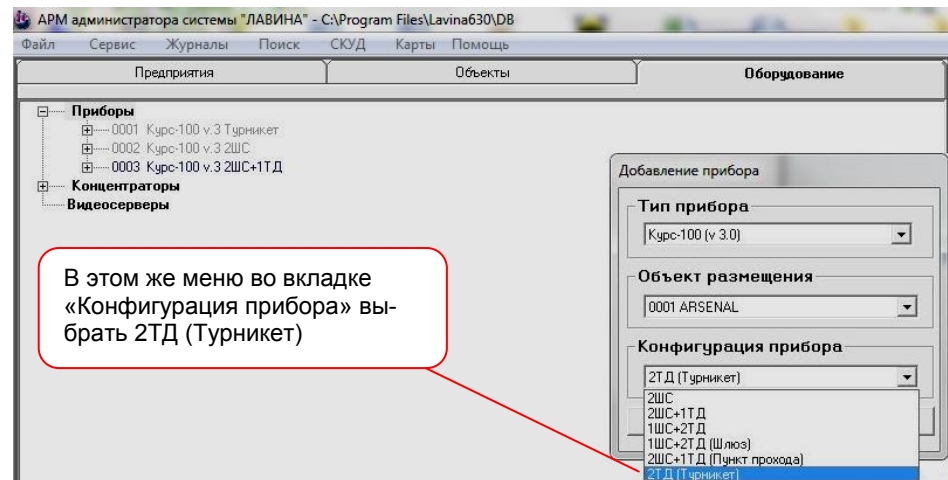 АРМ администратора системы "ЛАВИНА" - C:\Program Files\Lavina630\DB
Файл Сервис Журналы Поиск СКУД Карты Помощь
Предприятия Объекты Оборудование
Приборы
0001 Курс-100 v.3 Турникет
0002 Курс-100 v.3 2ШС
0003 Курс-100 v.3 2ШС+1ТД
Концентраторы
Видеосерверы
В этом же меню во вкладке
«Конфигурация прибора» вы-
брать 2ТД (Турникет)
Добавление прибора
Тип прибора
Курс-100 (v 3.0)
Объект размещения
0001 ARSENAL
Конфигурация прибора
2ТД (Турникет)
2ШС
2ШС+1ТД
1ШС+2ТД
1ШС+2ТД (Шлюз)
2ШС+1ТД (Пункт прохода)
2ТД (Турникет)